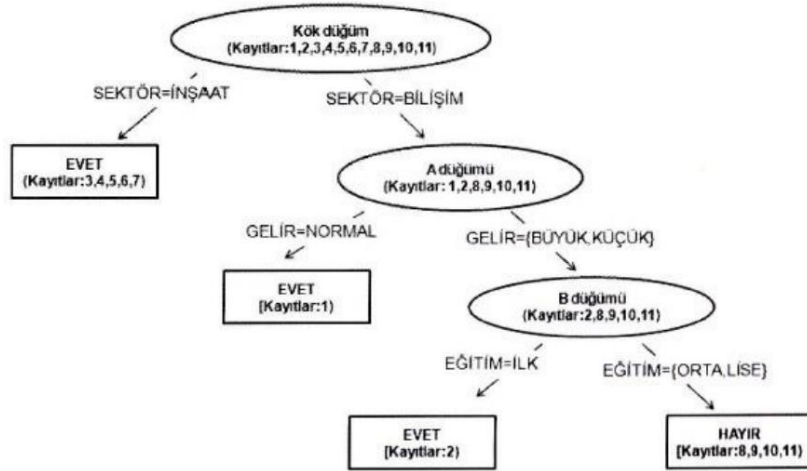 Kök düğüm
(Kayıtlar:1,2,3,4,5,6,7,8,9,10,11)
SEKTÖR=İNŞAAT
SEKTÖR=BİLİŞİM
EVET
(Kayıtlar:3,4,5,6,7)
A düğümü
(Kayıtlar: 1,2,8,9,10,11)
GELİR=NORMAL
GELİR={BÜYÜK,KÜÇÜK}
EVET
[Kayıtlar:1)
B düğümü
(Kayıtlar:2,8,9,10,11)
EĞİTİM=İLK
EĞİTİM={ORTA,LİSE}
EVET
[Kayıtlar:2)
HAYIR
[Kayıtlar:8,9,10,11)